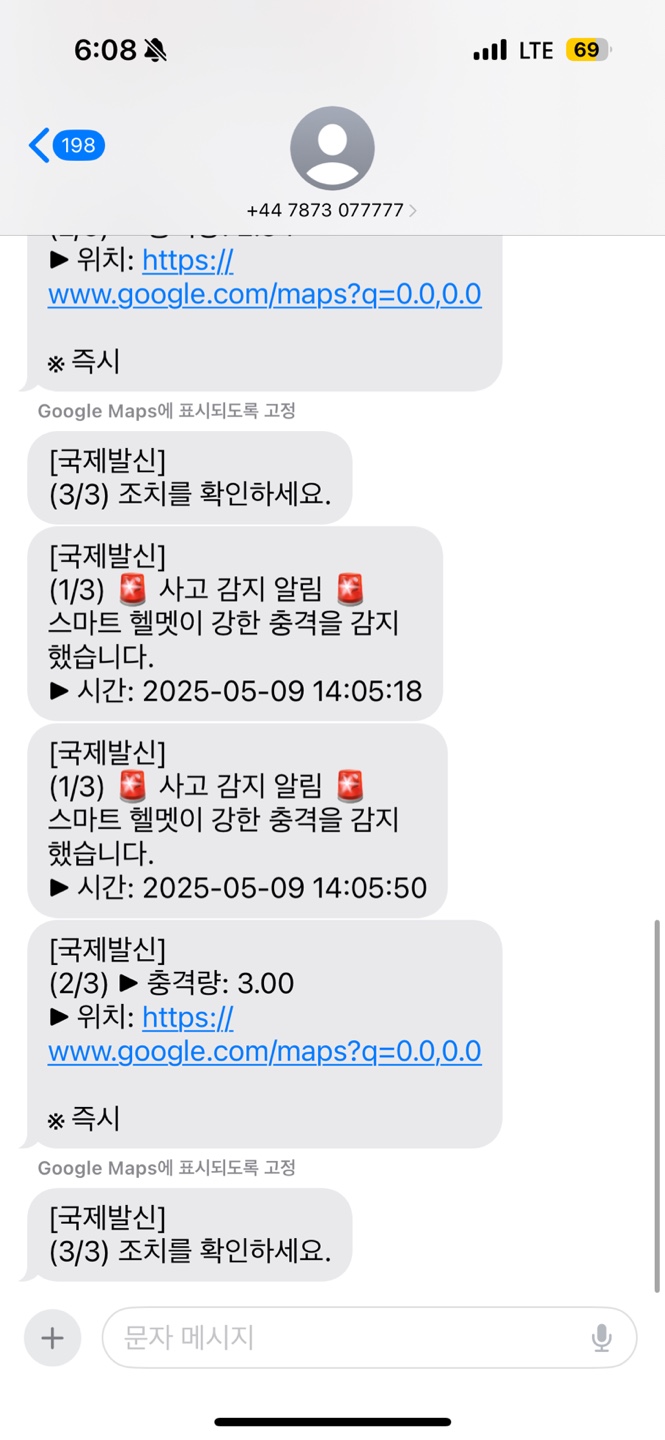 6:08
LTE
69
198
+44 7873 077777
▶ 위치: https://
www.google.com/maps?q=0.0,0.0
※ 즉시
Google Maps에 표시되도록 고정
[국제발신]
(3/3) 조치를 확인하세요.
[국제발신]
(1/3) 🚨 사고 감지 알림 🚨
스마트 헬멧이 강한 충격을 감지
했습니다.
▶ 시간: 2025-05-09 14:05:18
[국제발신]
(1/3) 🚨 사고 감지 알림 🚨
스마트 헬멧이 강한 충격을 감지
했습니다.
▶ 시간: 2025-05-09 14:05:50
[국제발신]
(2/3) ▶ 충격량: 3.00
▶ 위치: https://
www.google.com/maps?q=0.0,0.0
※ 즉시
Google Maps에 표시되도록 고정
[국제발신]
(3/3) 조치를 확인하세요.
문자 메시지